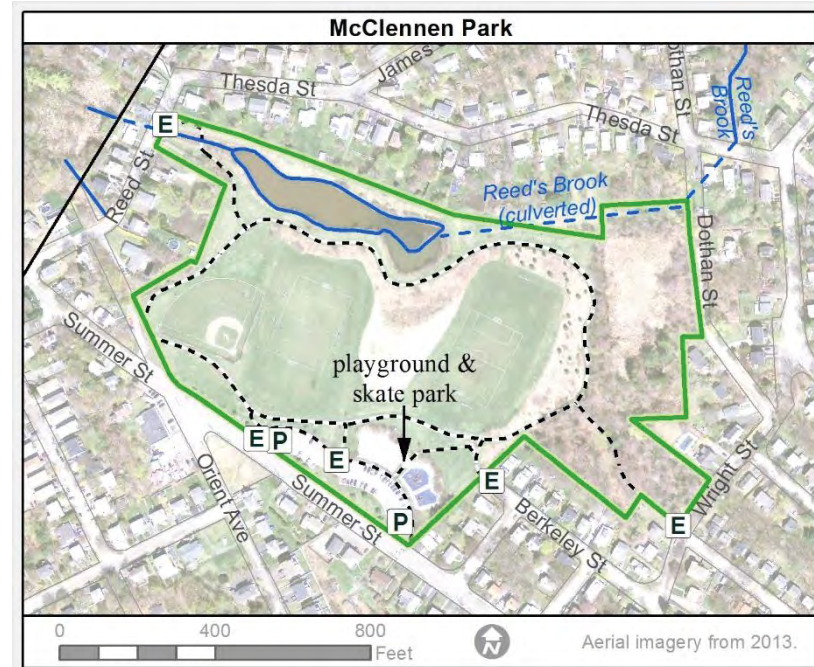 McClennen Park
James
Thesda St
Dothan St
Reed's
Brook
E
Thesda St
Reed St
Reed's Brook
(culverted)
Dothan St
Summer St
playground &
skate park
E
P
E
P
E
E
Orient Ave
Summer St
Berkeley St
Wright St
0
400
800
Feet
N
Aerial imagery from 2013.